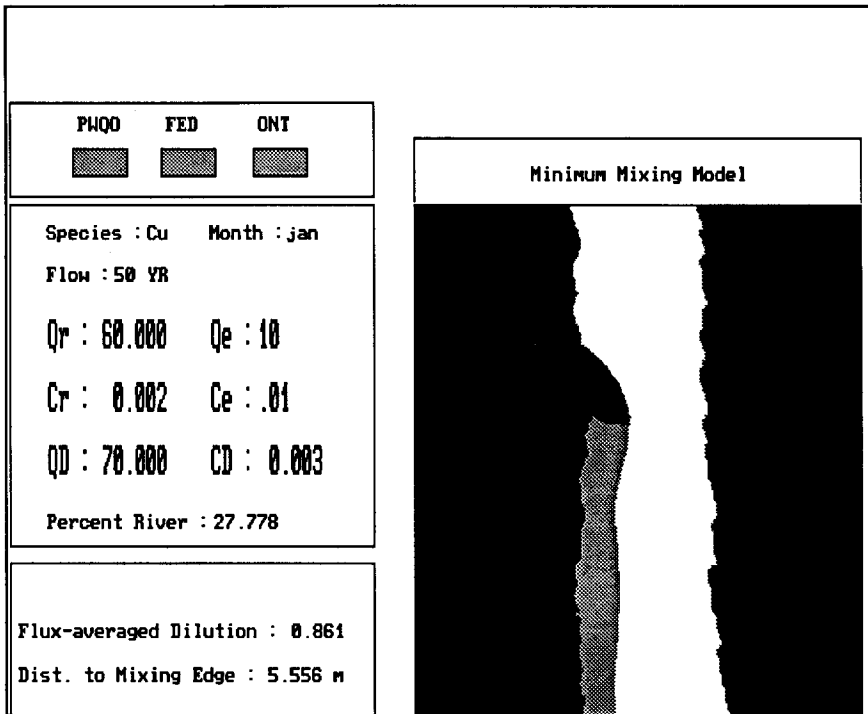 PWQO FED ONT
Minimum Mixing Model
Species : Cu Month : jan
Flow : 50 YR
Qr : 60.000 Qe : 10
Cr : 0.002 Ce : .01
QD : 70.000 CD : 0.003
Percent River : 27.778
Flux-averaged Dilution : 0.861
Dist. to Mixing Edge : 5.556 m